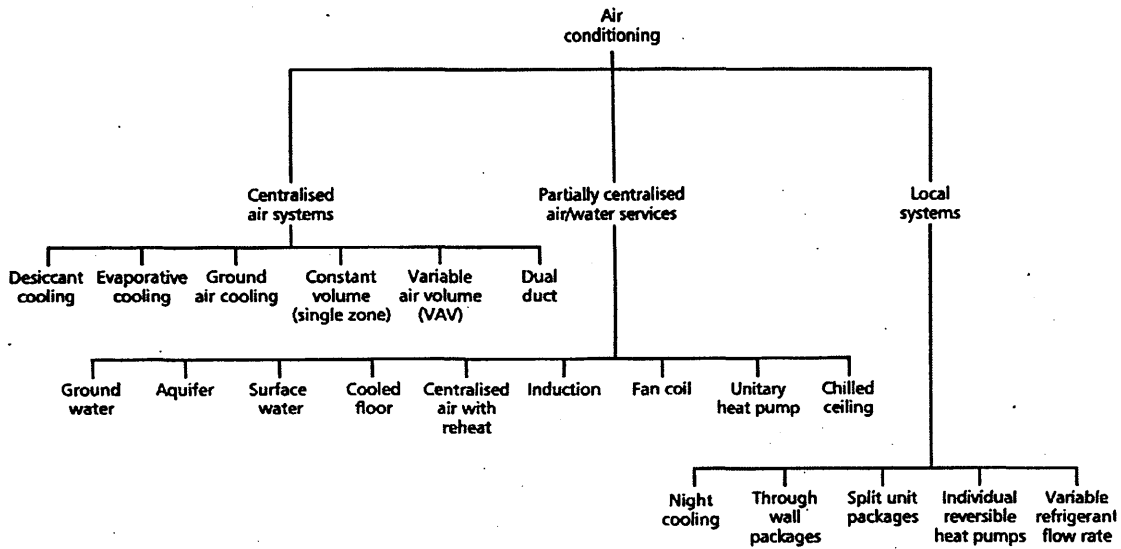 Air
conditioning
Centralised
air systems
Partially centralised
air/water services
Local
systems
Desiccant
cooling
Evaporative
cooling
Ground
air cooling
Constant
volume
(single zone)
Variable
air volume
(VAV)
Dual
duct
Ground
water
Aquifer
Surface
water
Cooled
floor
Centralised
air with
reheat
Induction
Fan coil
Unitary
heat pump
Chilled
ceiling
Night
cooling
Through
wall
packages
Split unit
packages
Individual
reversible
heat pumps
Variable
refrigerant
flow rate